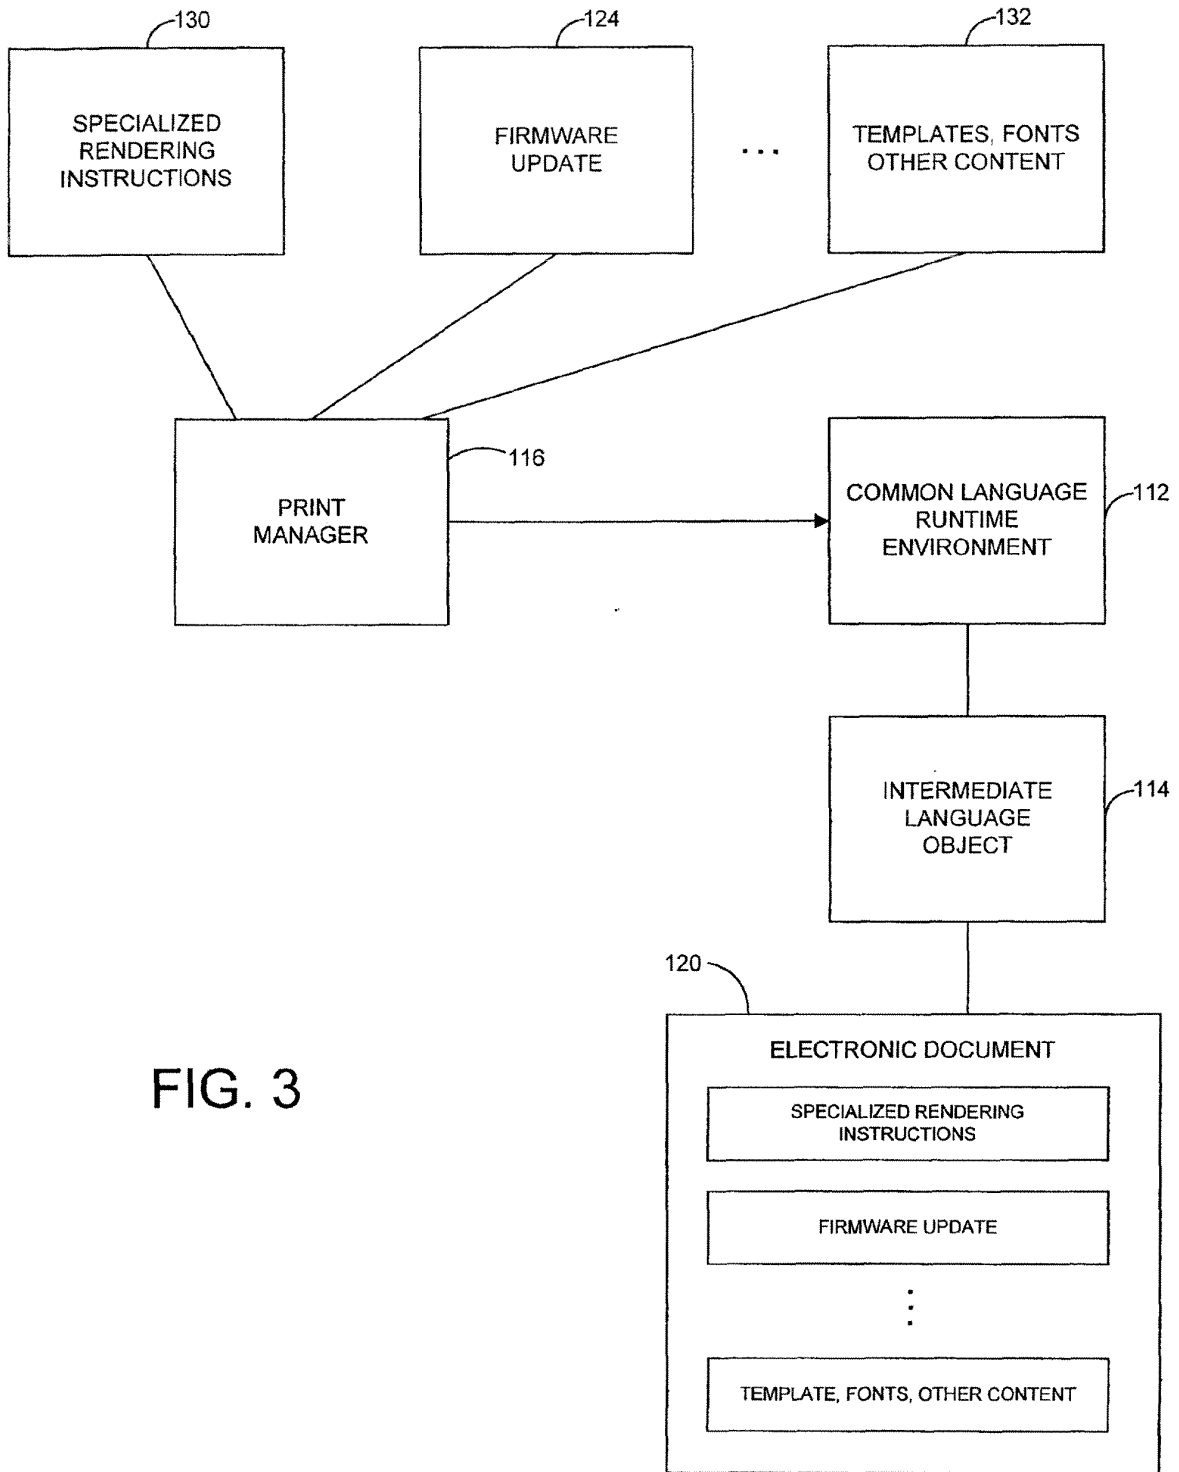 130
124
132
SPECIALIZED
RENDERING
INSTRUCTIONS
FIRMWARE
UPDATE
...
TEMPLATES, FONTS
OTHER CONTENT
PRINT
MANAGER
116
COMMON LANGUAGE
RUNTIME
ENVIRONMENT
112
INTERMEDIATE
LANGUAGE
OBJECT
114
120
ELECTRONIC DOCUMENT
SPECIALIZED RENDERING
INSTRUCTIONS
FIRMWARE UPDATE
TEMPLATE, FONTS, OTHER CONTENT
FIG. 3